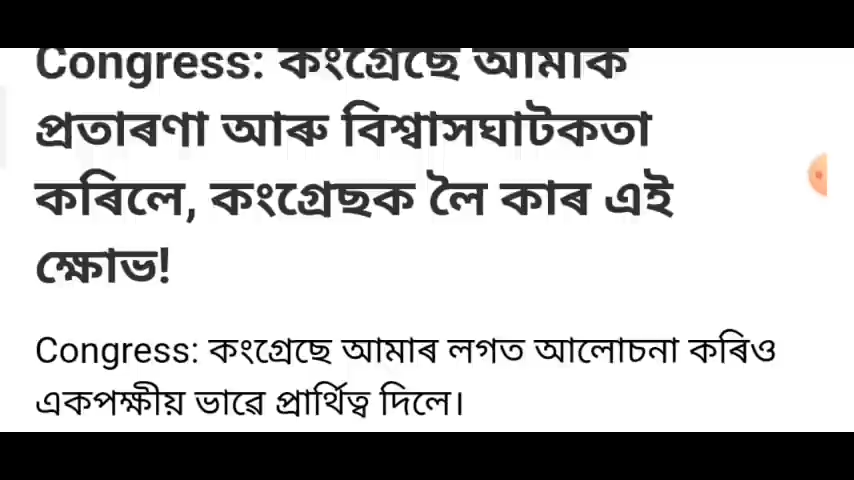 Congress: কংগ্ৰেছে আমাক
প্ৰতাৰণা আৰু বিশ্বাসঘাটকতা
কৰিলে, কংগ্ৰেছক লৈ কাৰ এই
ক্ষোভ!
Congress: কংগ্ৰেছে আমাৰ লগত আলোচনা কৰিও
একপক্ষীয় ভাৱে প্ৰাৰ্থিত্ব দিলে।